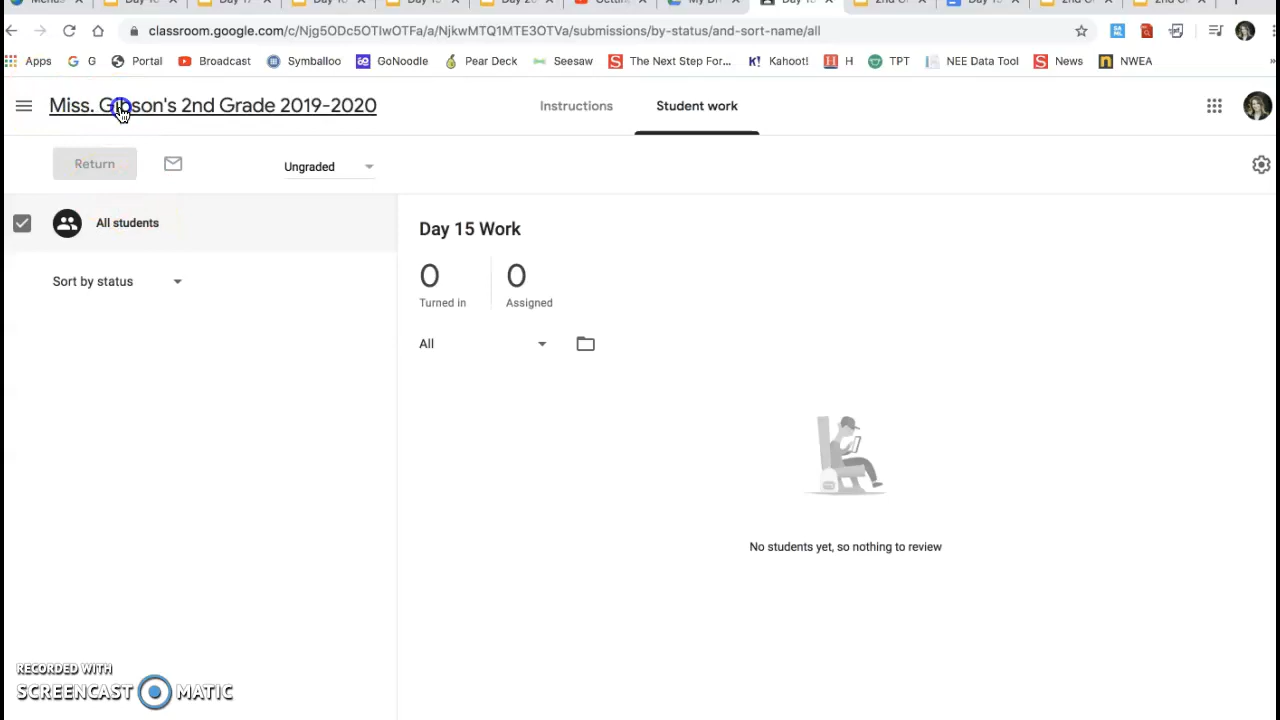 classroom.google.com/c/Njg5ODc5OTIwOTFa/a/NjkwMTQ1MTE3OTVa/submissions/by-status/and-sort-name/all
Apps G Portal Broadcast Symballoo GoNoodle Pear Deck Seesaw The Next Step For... Kahoot! H TPT NEE Data Tool News NWEA
Miss. Gibson's 2nd Grade 2019-2020 Instructions Student work
Return Ungraded
All students
Day 15 Work
0 0
Turned in Assigned
Sort by status
All
No students yet, so nothing to review
RECORDED WITH
SCREENCAST MATIC